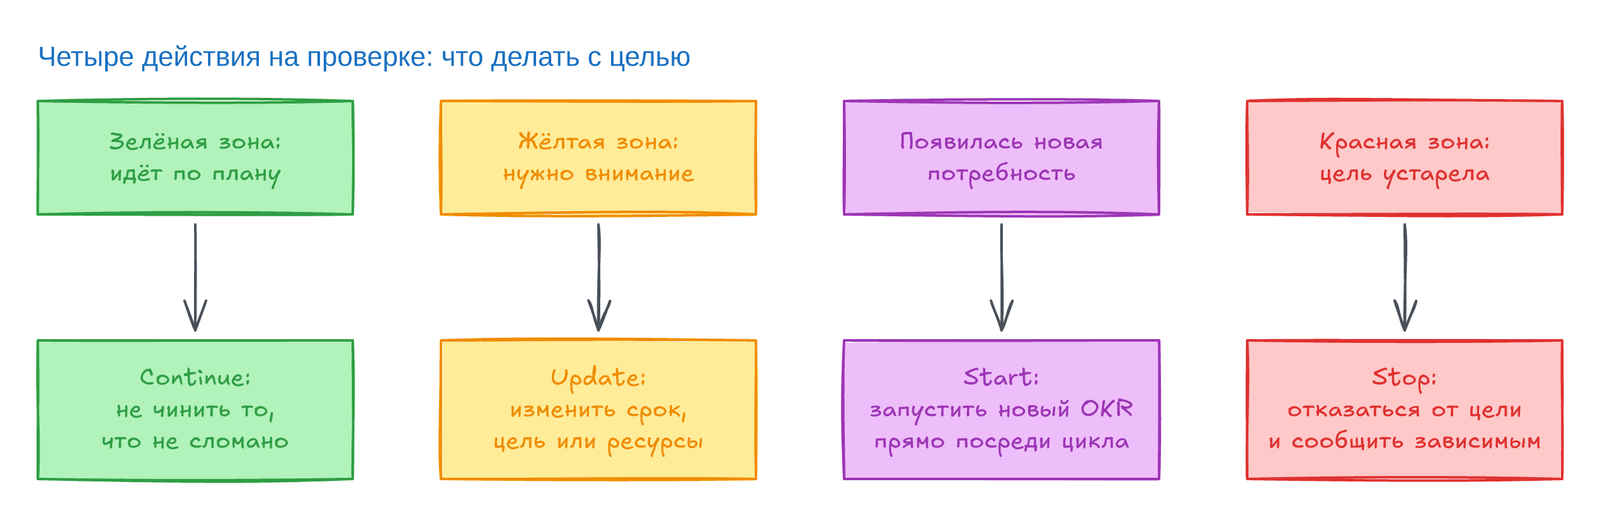 Четыре действия на проверке: что делать с целью
Зелёная зона:
идёт по плану
Жёлтая зона:
нужно внимание
Появилась новая
потребность
Красная зона:
цель устарела
Continue:
не чинить то,
что не сломано
Update:
изменить срок,
цель или ресурсы
Start:
запустить новый OKR
прямо посреди цикла
Stop:
отказаться от цели
и сообщить зависимым